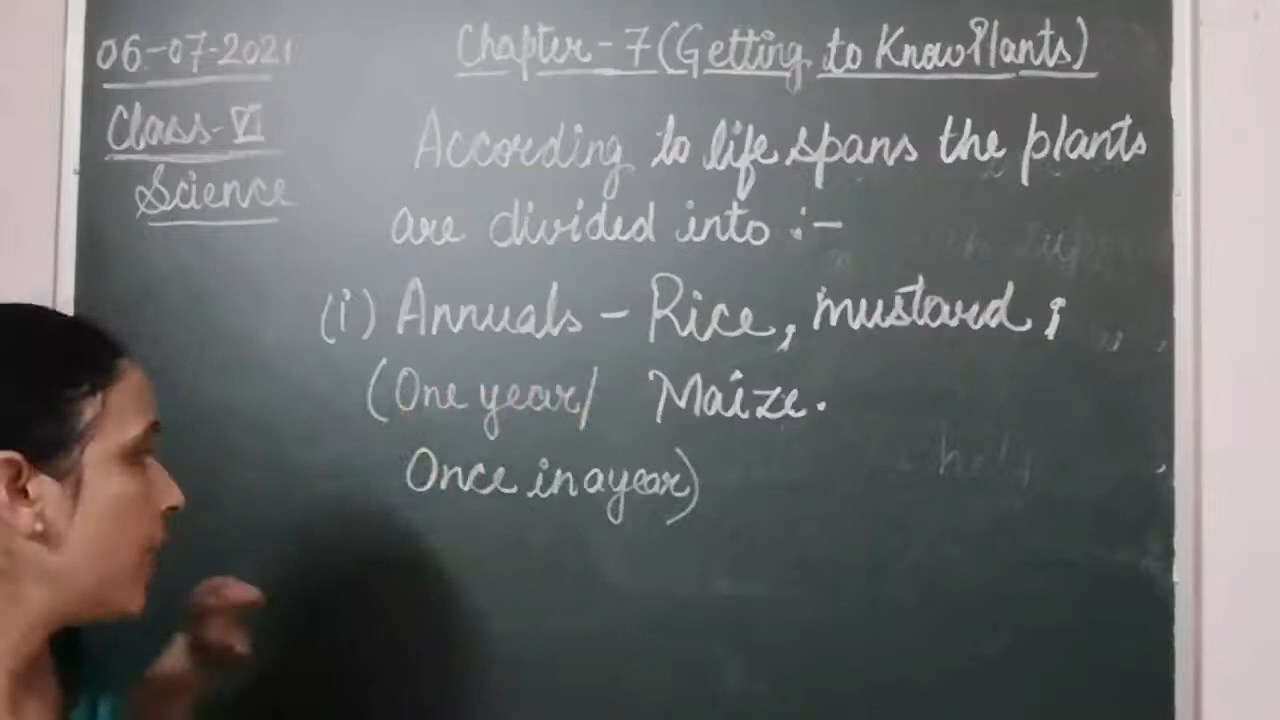 06-07-2021
Class-VI
Science
Chapter-7(Getting to Know Plants)
According to life spans the plants
are divided into :-
(i) Annuals - Rice, mustard,
(One year/ Maize.
Once in a year)